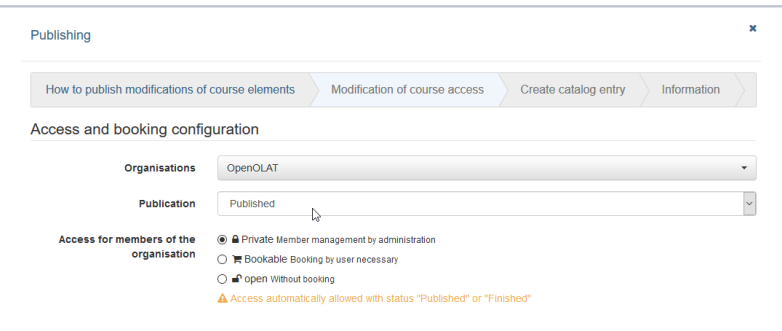 Publishing
How to publish modifications of course elements
Modification of course access
Create catalog entry
Information
Access and booking configuration
Organisations OpenOLAT
Publication Published
Access for members of the organisation
Private Member management by administration
Bookable Booking by user necessary
open Without booking
Access automatically allowed with status "Published" or "Finished"